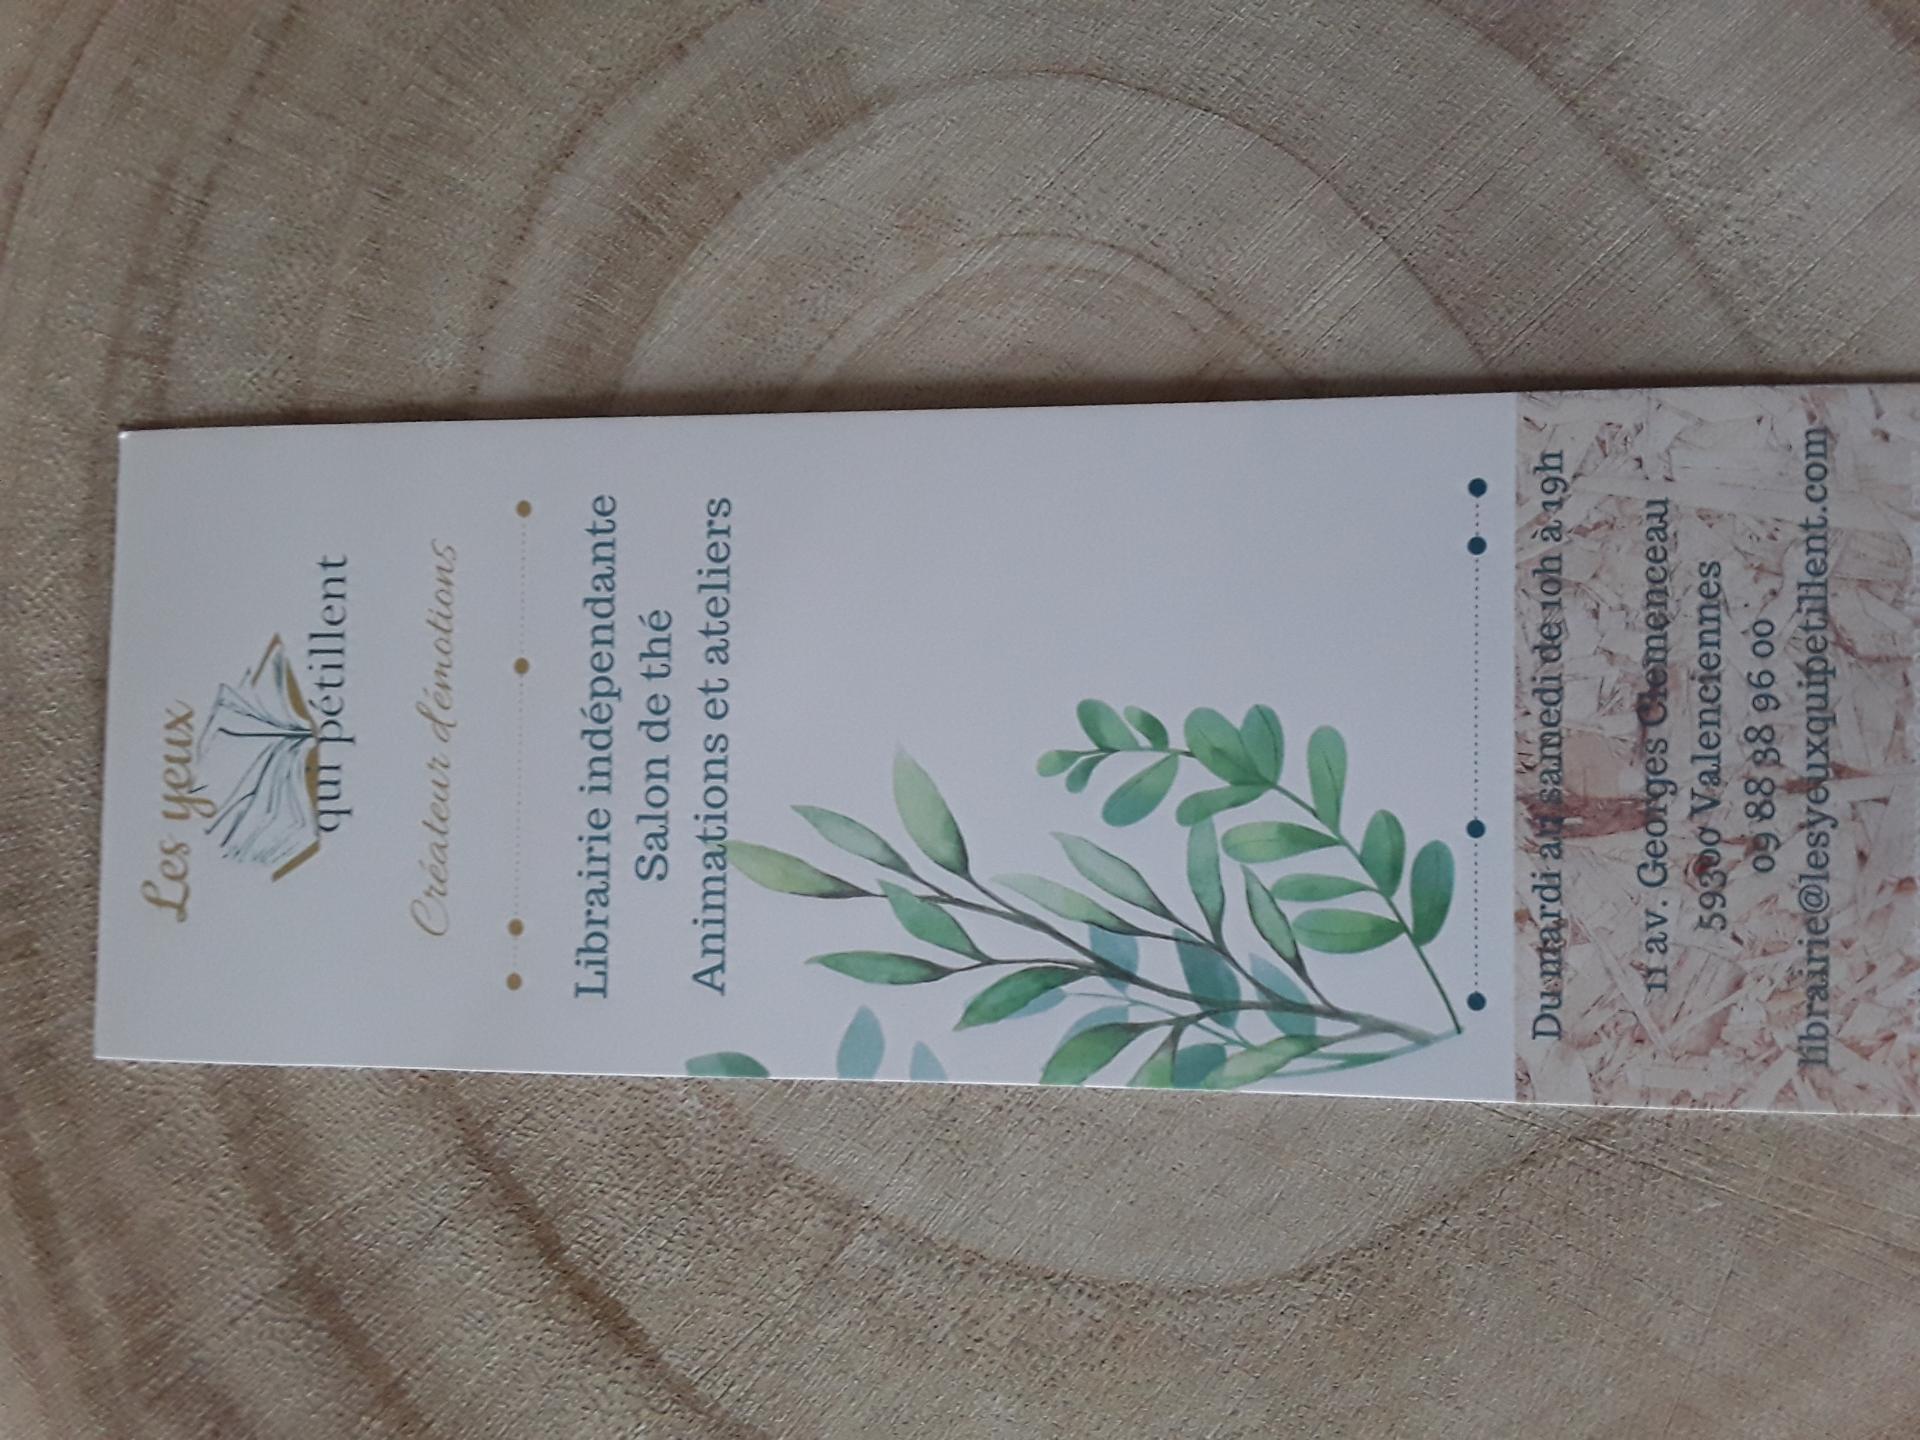 Les yeux
qui pétillent
Créateur d'émotions
Librairie indépendante
Salon de thé
Animations et ateliers
Du mardi au samedi de 10h à 19h
11 av. Georges Clemenceau
59300 Valenciennes
09 88 38 96 00
librairie@lesyeuxquipetillent.com